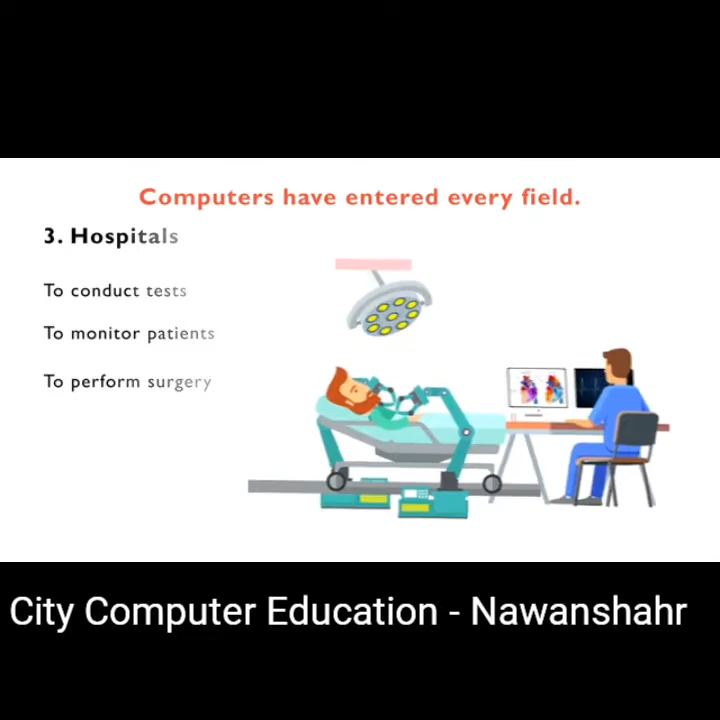 Computers have entered every field.
3. Hospitals
To conduct tests
To monitor patients
To perform surgery
City Computer Education - Nawanshahr